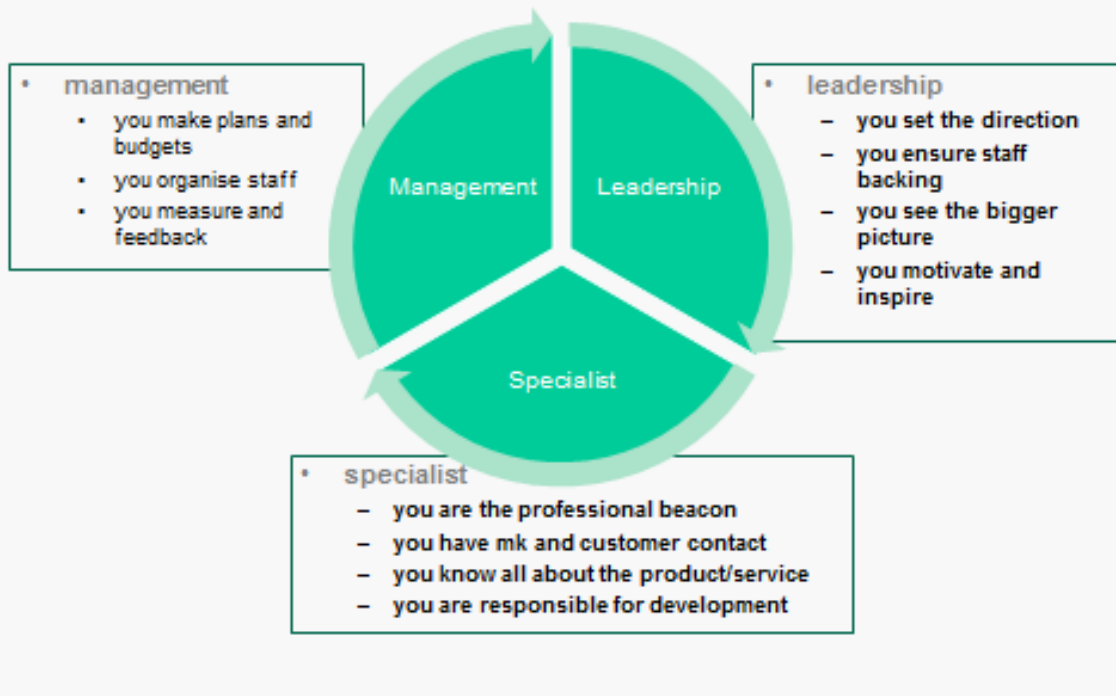 • management
▪ you make plans and
budgets
▪ you organise staff
▪ you measure and
feedback
Management
Leadership
• leadership
– you set the direction
– you ensure staff
backing
– you see the bigger
picture
– you motivate and
inspire
Specialist
• specialist
– you are the professional beacon
– you have mk and customer contact
– you know all about the product/service
– you are responsible for development